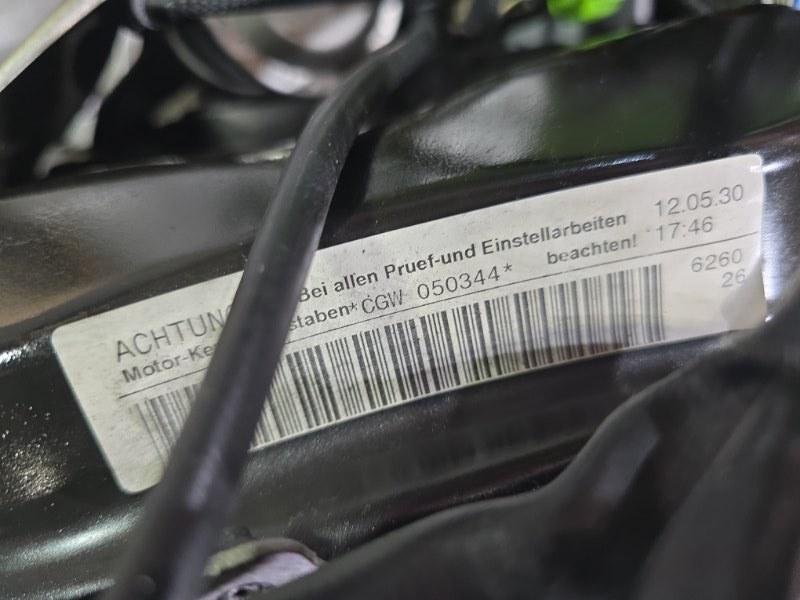 ACHTUN Bei allen Pruef-und Einstellarbeiten 12.05.30
Motor-Ke staben*CGW 050344* beachten! 17:46
6260
26